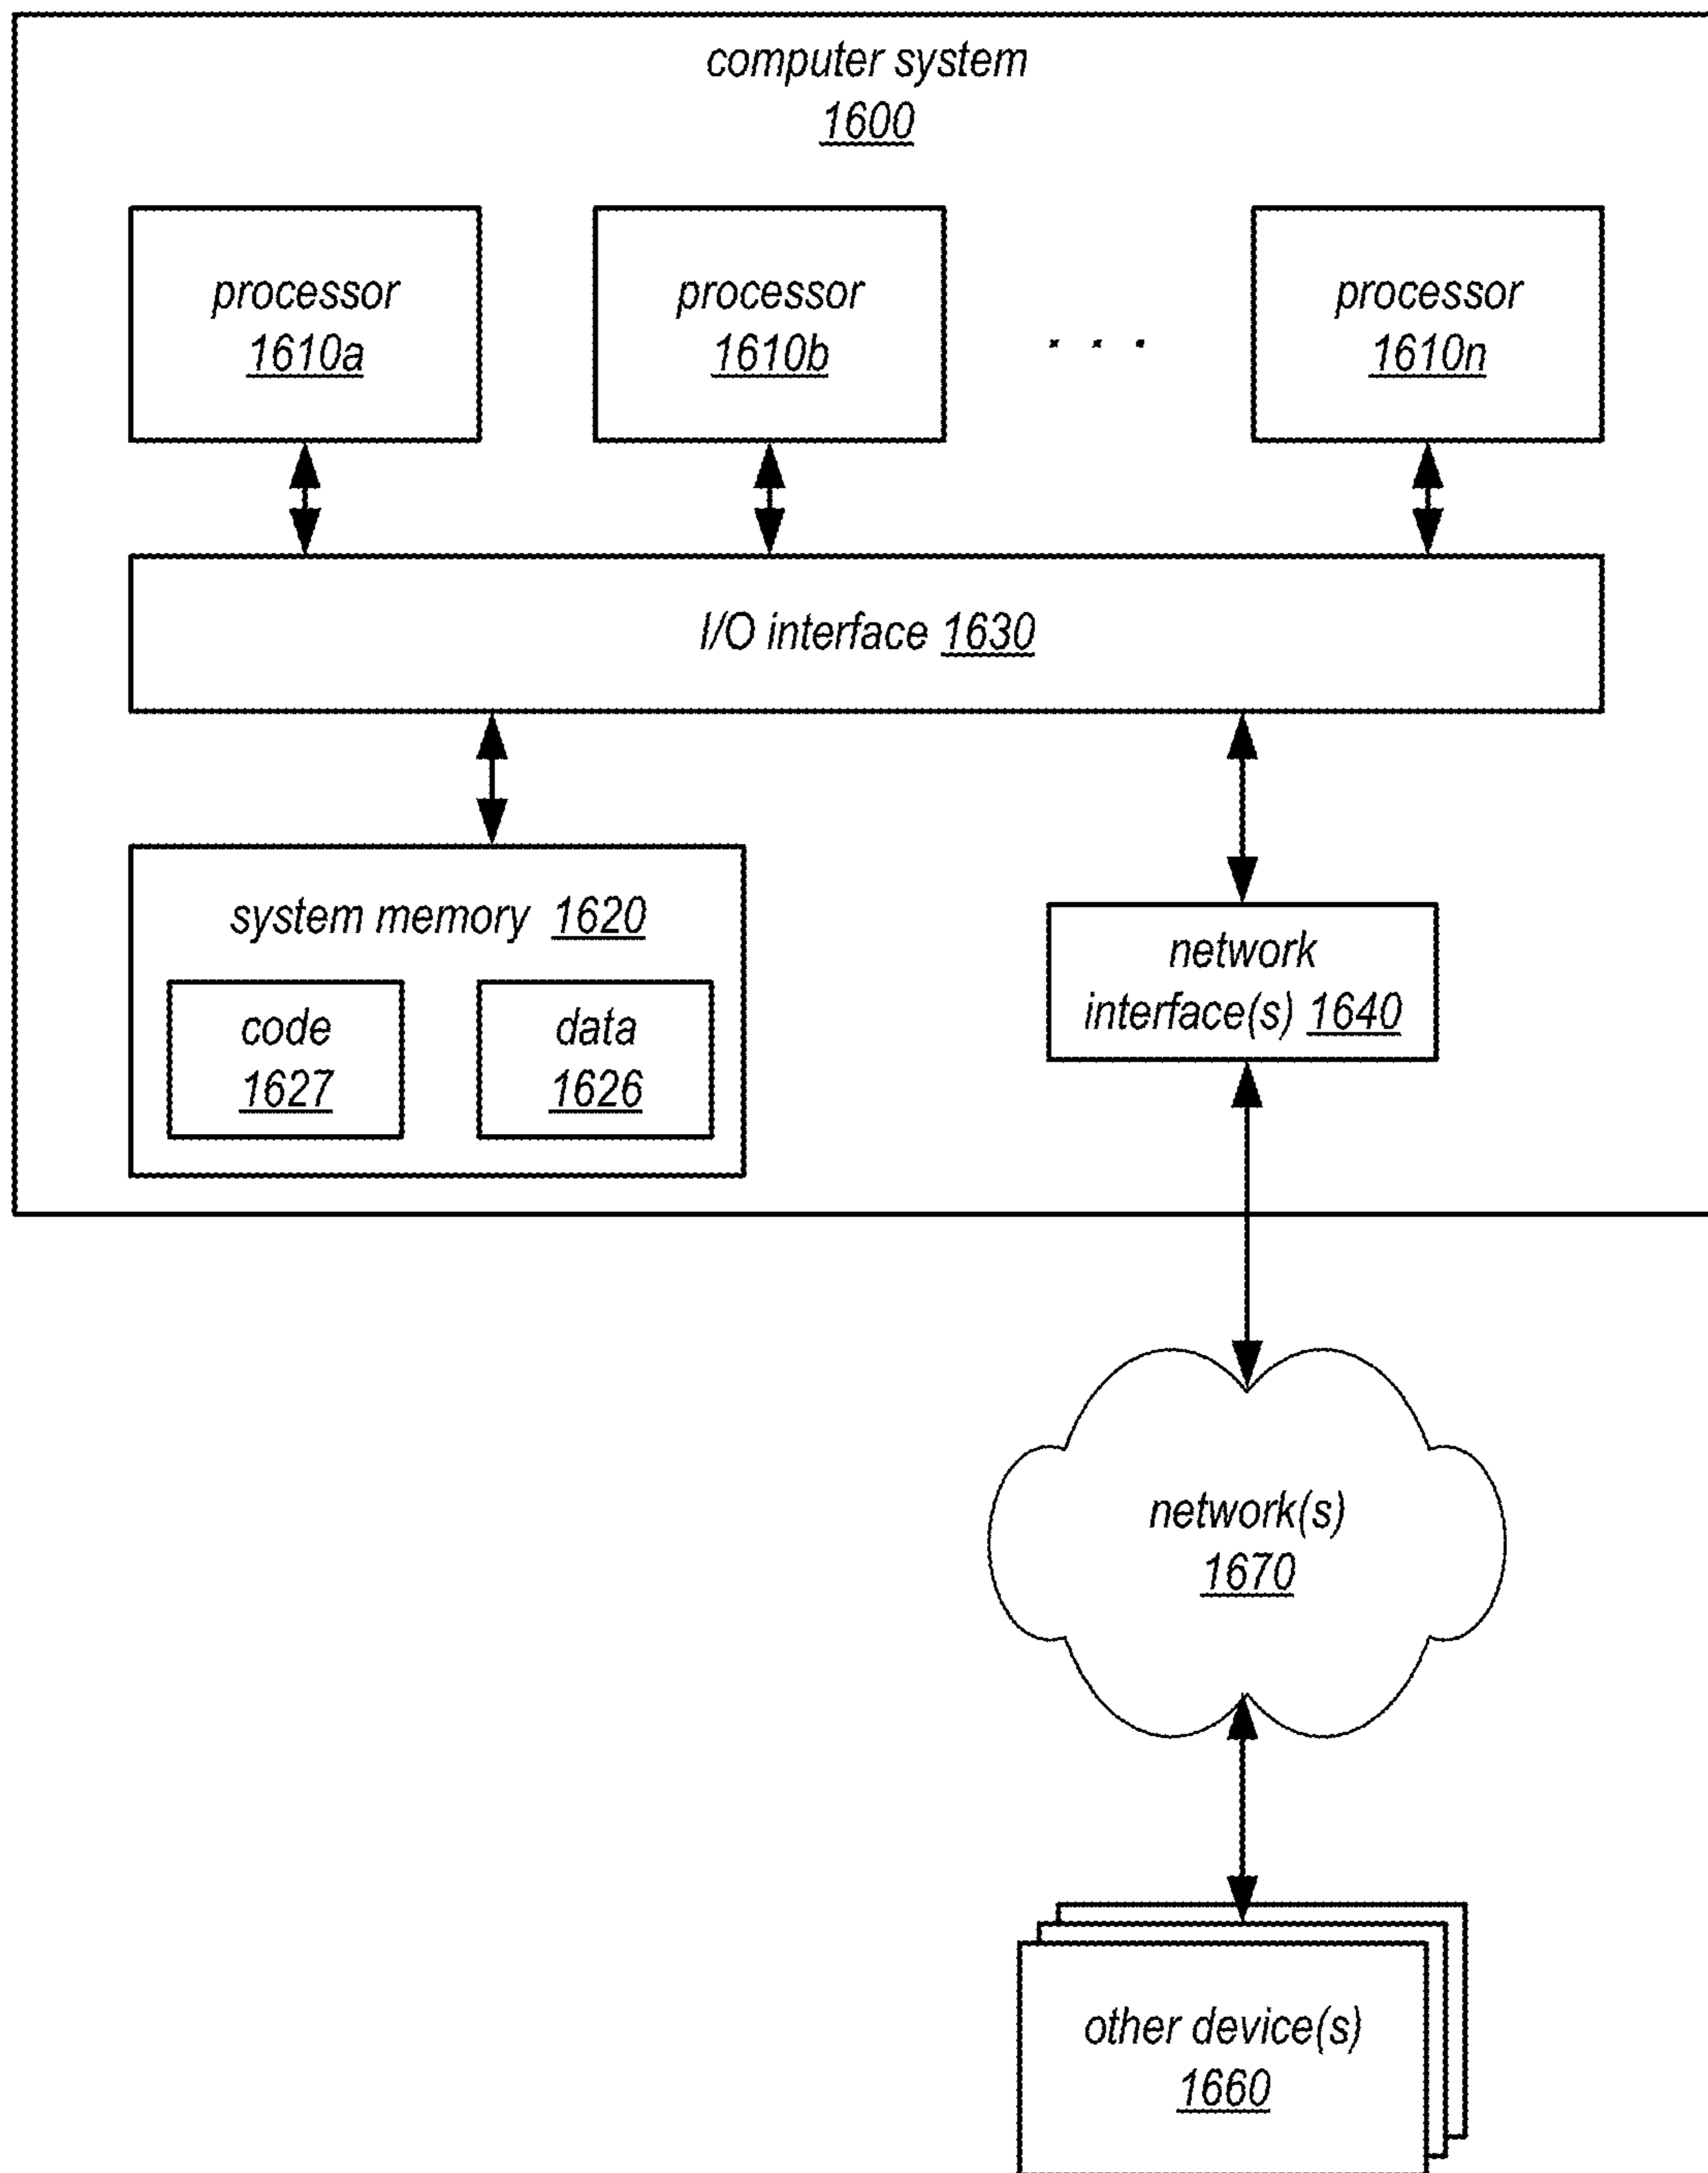 computer system
1600
processor
1610a
processor
1610b
. . .
processor
1610n
I/O interface 1630
system memory 1620
code
1627
data
1626
network
interface(s) 1640
network(s)
1670
other device(s)
1660